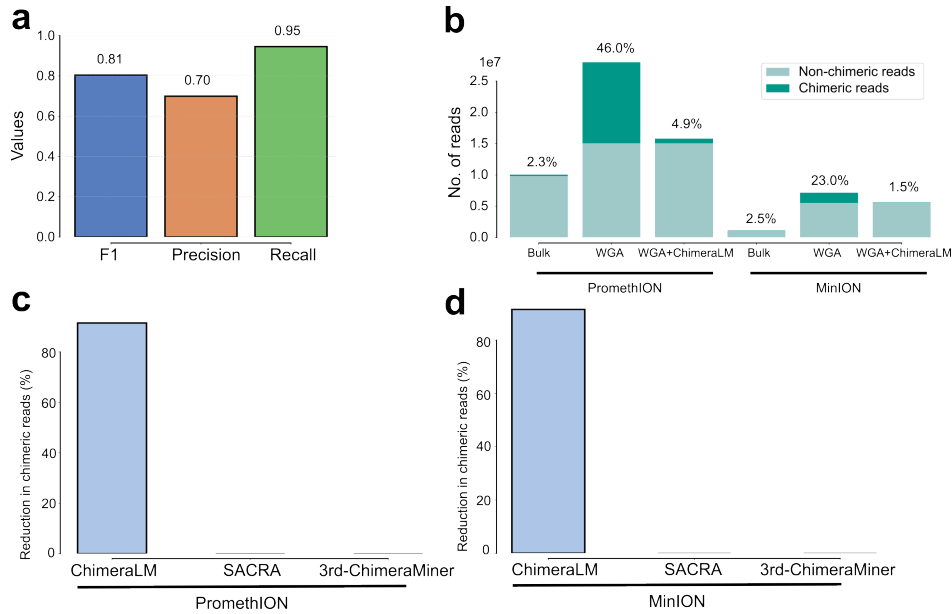 a
Values
1.0
0.8
0.6
0.4
0.2
0.0
0.81
0.70
0.95
F1
Precision
Recall
b
No. of reads
1e7
2.5
2.0
1.5
1.0
0.5
0.0
Non-chimeric reads
Chimeric reads
2.3%
46.0%
4.9%
2.5%
23.0%
1.5%
Bulk
WGA
WGA+ChimeraLM
Bulk
WGA
WGA+ChimeraLM
PromethION
MinION
c
Reduction in chimeric reads (%)
80
60
40
20
0
ChimeraLM
SACRA
3rd-ChimeraMiner
PromethION
d
Reduction in chimeric reads (%)
80
60
40
20
0
ChimeraLM
SACRA
3rd-ChimeraMiner
MinION